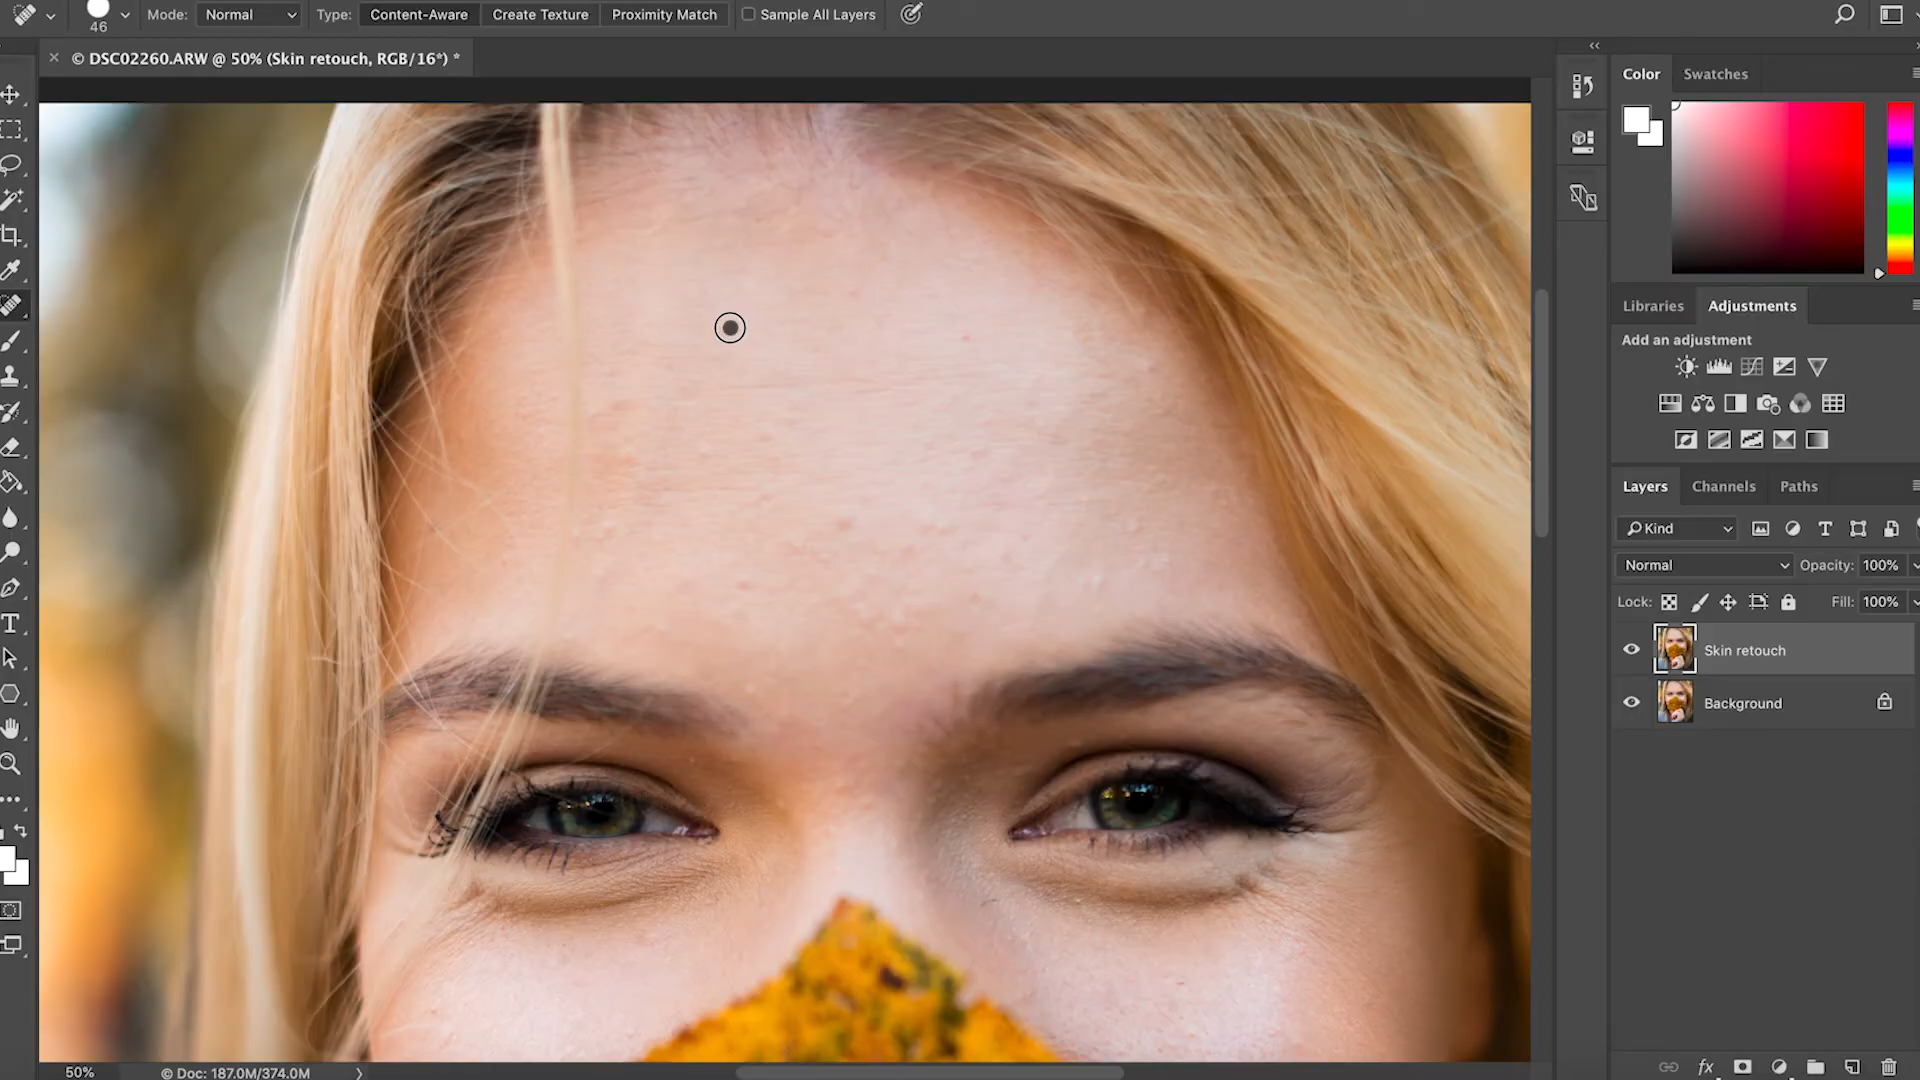 46
Mode: Normal
Type: Content-Aware Create Texture Proximity Match
Sample All Layers
© DSC02260.ARW @ 50% (Skin retouch, RGB/16*) *
Color Swatches
Libraries Adjustments
Add an adjustment
Layers Channels Paths
Kind
Normal Opacity: 100%
Lock: Fill: 100%
Skin retouch
Background
50% © Doc: 187.0M/374.0M
fx